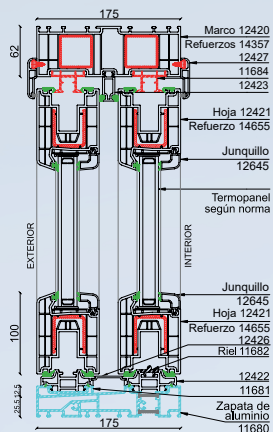 175
62
Marco 12420
Refuerzos 14357
12427
11684
12423
Hoja 12421
Refuerzo 14655
Junquillo
12645
Termopanel
según norma
EXTERIOR
INTERIOR
Junquillo
12645
Hoja 12421
Refuerzo 14655
12426
Riel 11682
100
12422
11681
25.5 12.5
Zapata de
aluminio
11680
175